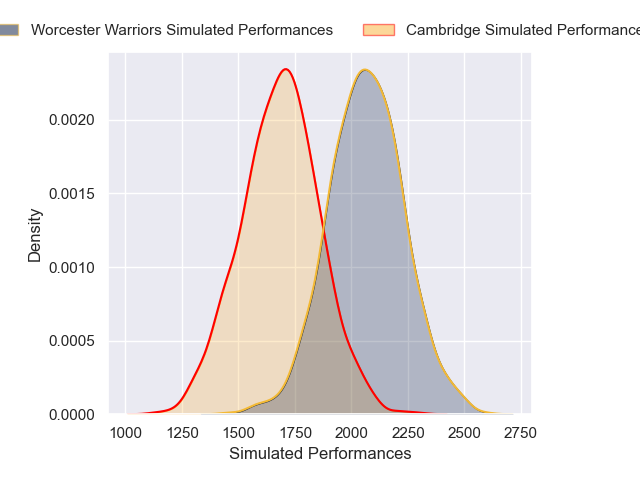 Worcester Warriors Simulated Performances
Cambridge Simulated Performance
0.0020
0.0015
0.0010
0.0005
0.0000
Density
1000 1250 1500 1750 2000 2250 2500 2750
Simulated Performances